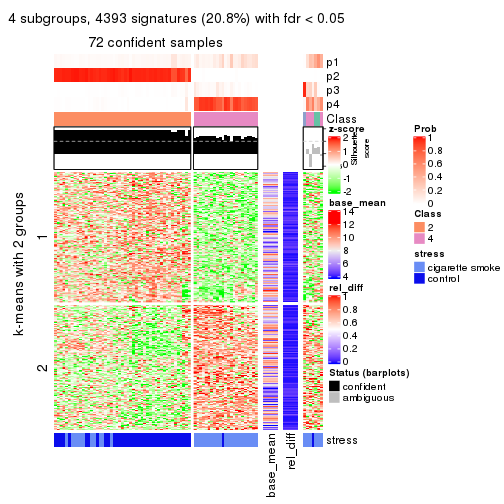 4 subgroups, 4393 signatures (20.8%) with fdr < 0.05
72 confident samples
p1
p2
p3
p4
Class
Silhouette
score
1
2
k-means with 2 groups
stress
base_mean
rel_diff
z-score
2
1
0
-1
-2
base_mean
14
12
10
8
6
4
rel_diff
1
0.8
0.6
0.4
0.2
0
Status (barplots)
confident
ambiguous
Prob
1
0.8
0.6
0.4
0.2
0
Class
2
4
stress
cigarette smoke
control